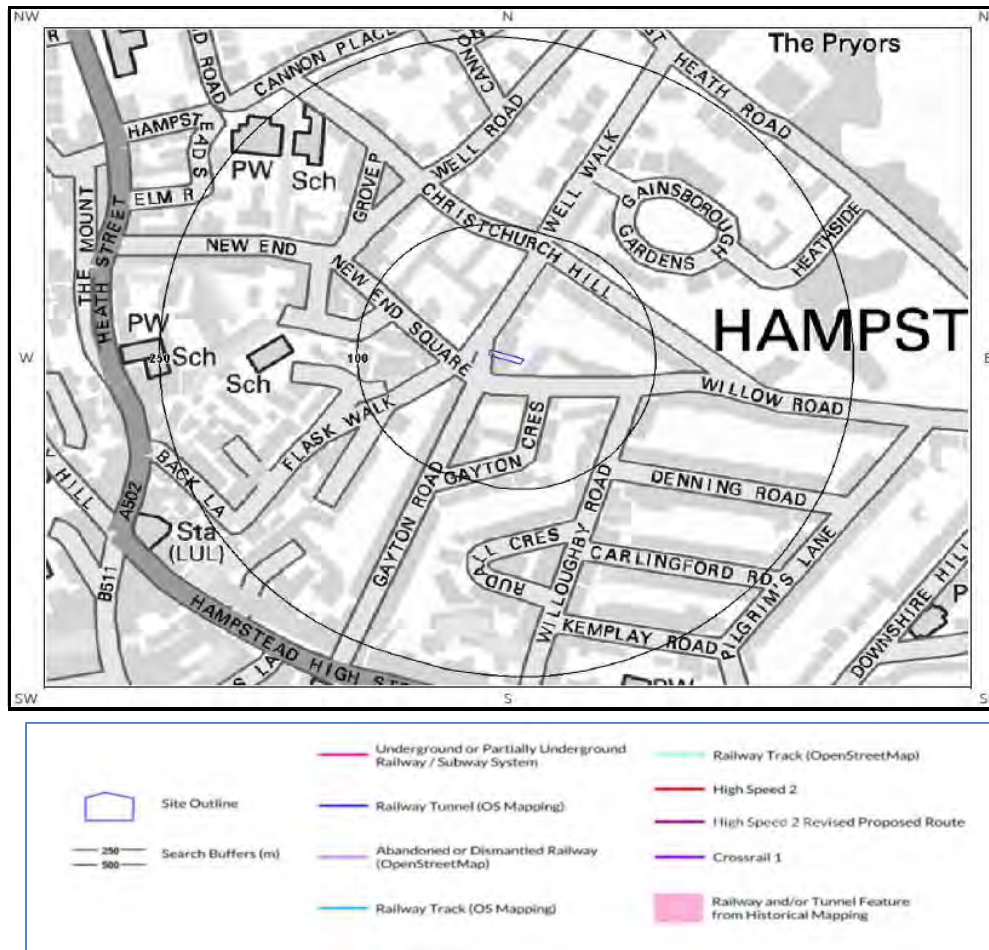 NW
N
N
The Pryors
R
D ROAD
CANNON PLACE
CANNON
ST
HEATH ROAD
HAMPST
EADS
PW
Sch
WELL ROAD
WELL WALK
ELM R
GROVE P
CHRISTCHURCH HILL
GAINSBOROUGH
GARDENS
HEATHSIDE
THE MOUNT
HEATH STREET
NEW END
NEW END SQUARE
HAMPST
PW
W
250
Sch
Sch
100
E
WILLOW ROAD
FLASK WALK
GAYTON CRES
BACK LA
HILL
A502
Sta
(LUL)
GAYTON ROAD
DENNING ROAD
WILLOUGHBY ROAD
RUDALL CRES
CARLINGFORD RD
PILGRIM'S LANE
DOWNSHIRE HILL
P
B511
HAMPSTEAD HIGH ST
S LA
KEMPLAY ROAD
PW
SW
S
S
Site Outline
250
500
Search Buffers (m)
Underground or Partially Underground
Railway / Subway System
Railway Tunnel (OS Mapping)
Abandoned or Dismantled Railway
(OpenStreetMap)
Railway Track (OS Mapping)
Railway Track (OpenStreetMap)
High Speed 2
High Speed 2 Revised Proposed Route
Crossrail 1
Railway and/or Tunnel Feature
from Historical Mapping